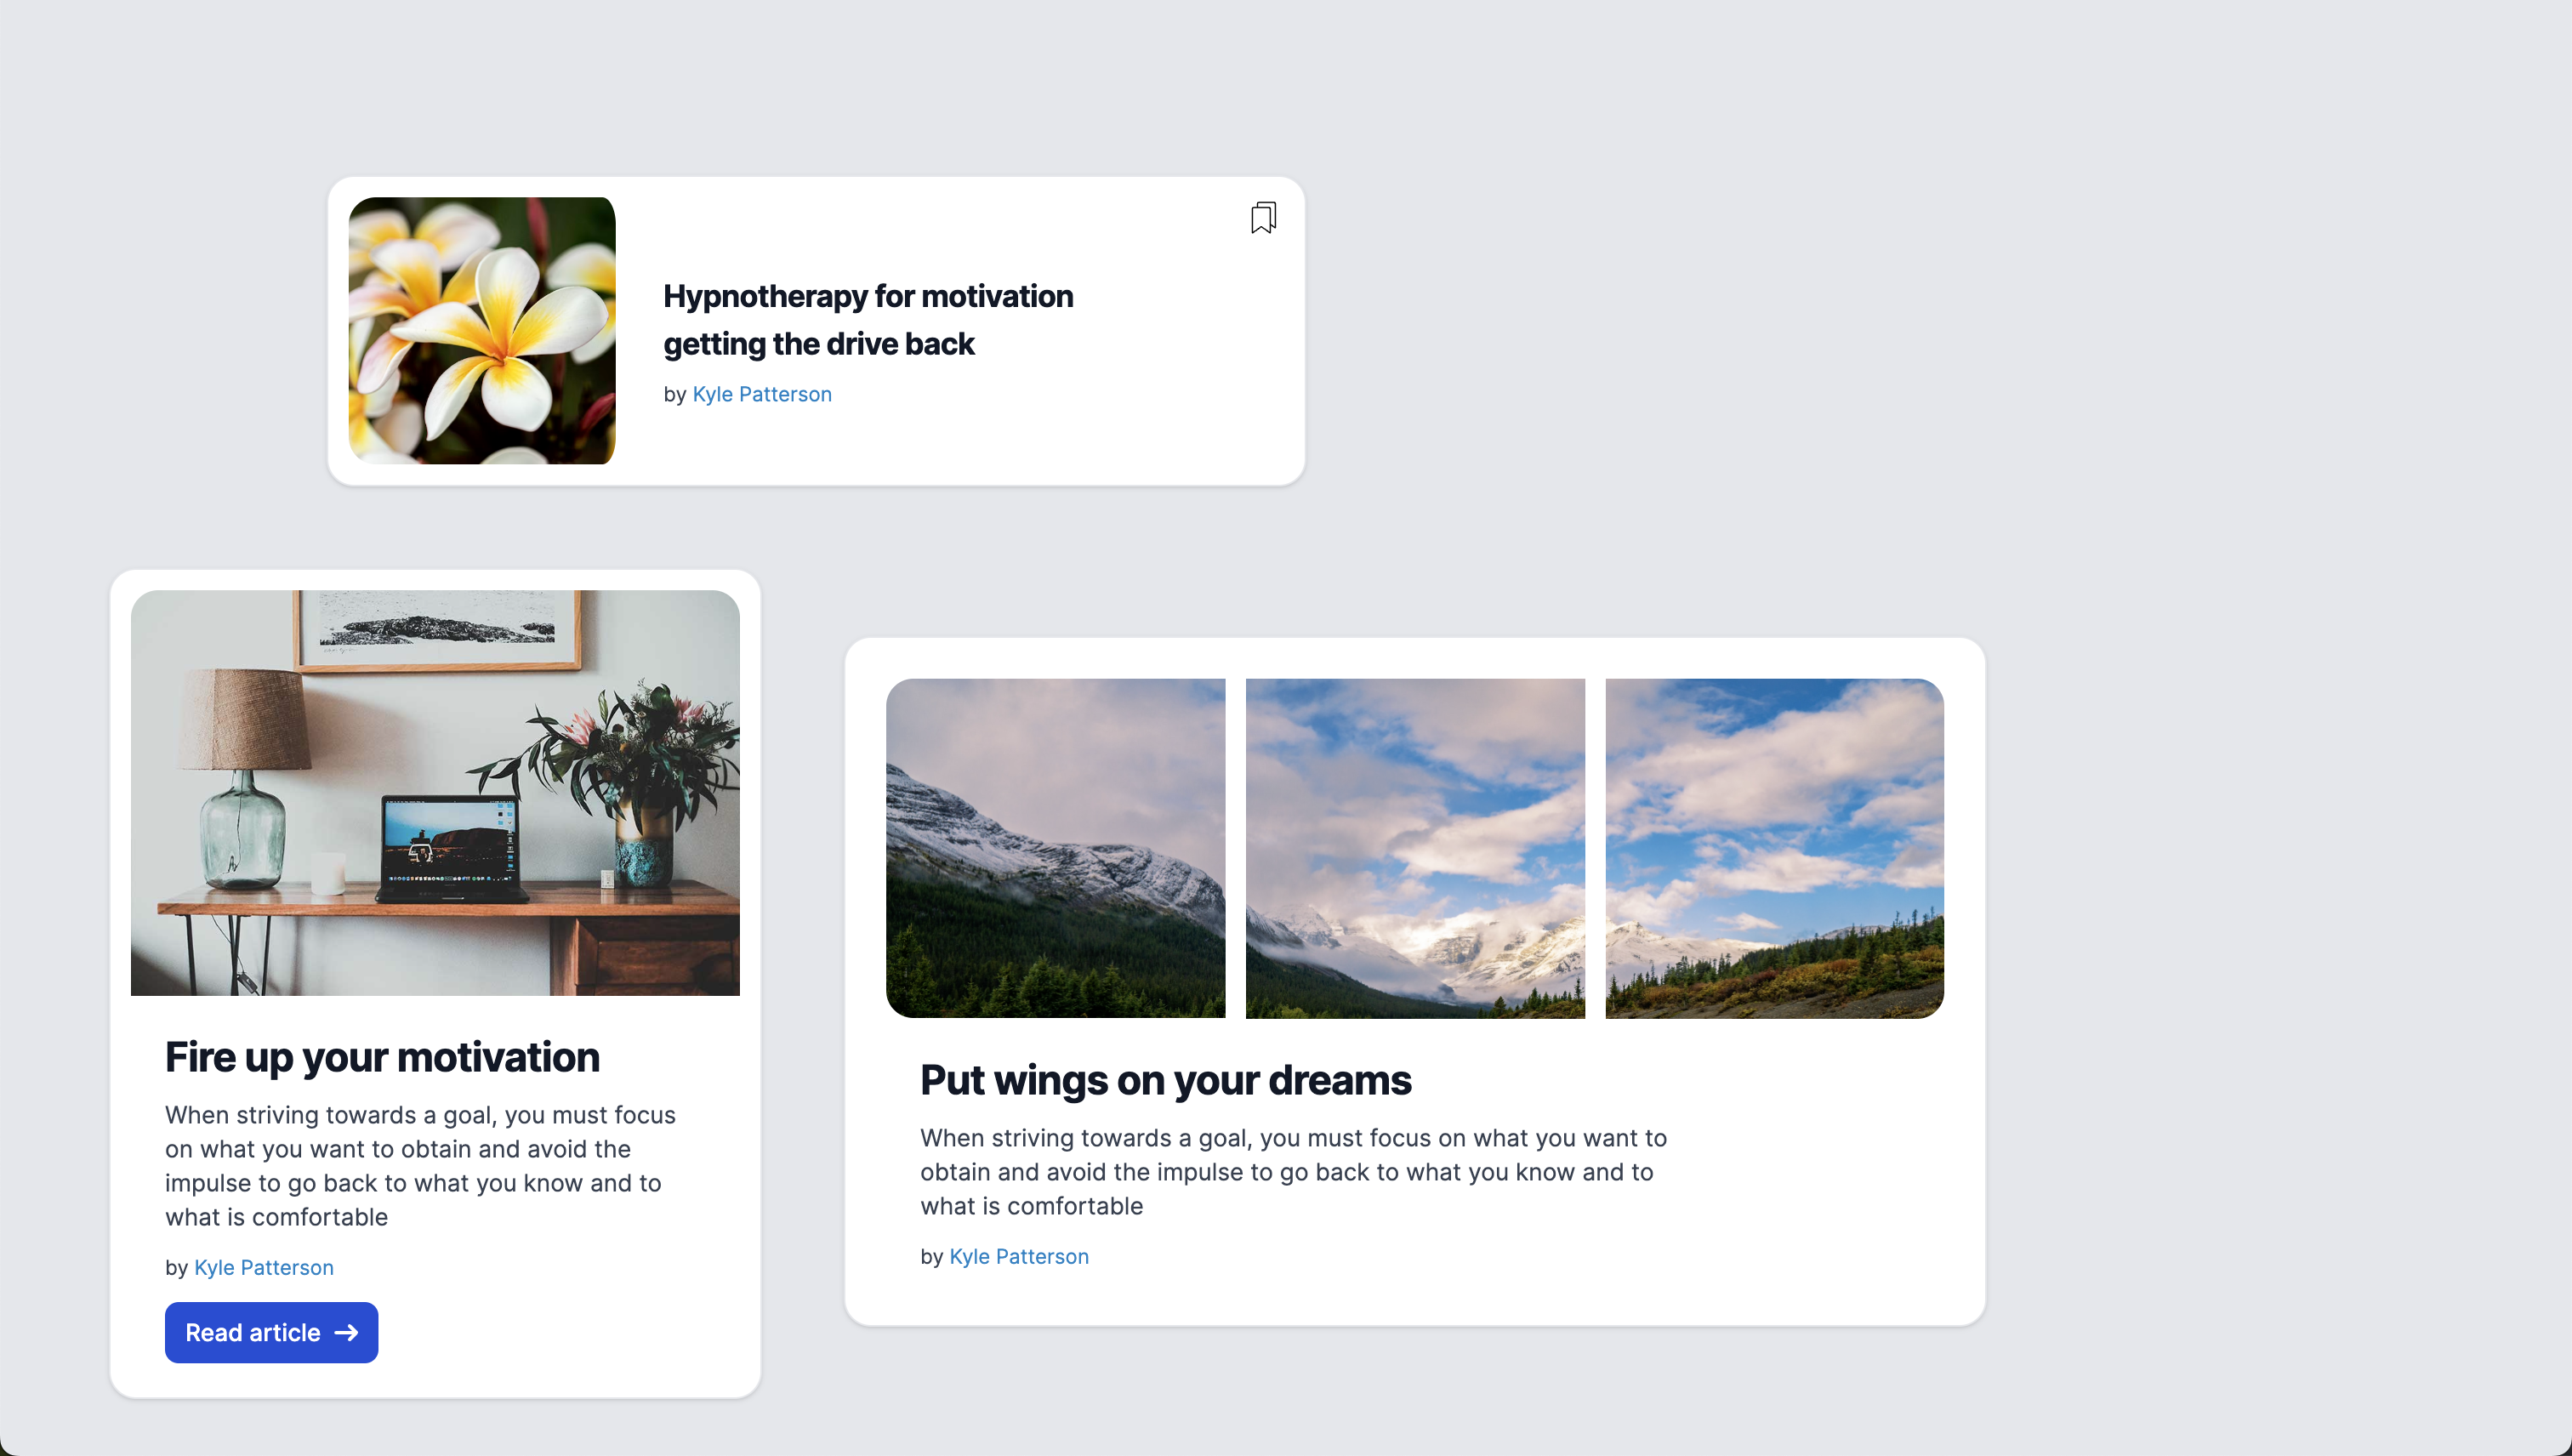 Hypnotherapy for motivation
getting the drive back
by Kyle Patterson
Fire up your motivation
When striving towards a goal, you must focus
on what you want to obtain and avoid the
impulse to go back to what you know and to
what is comfortable
by Kyle Patterson
Read article
Put wings on your dreams
When striving towards a goal, you must focus on what you want to
obtain and avoid the impulse to go back to what you know and to
what is comfortable
by Kyle Patterson